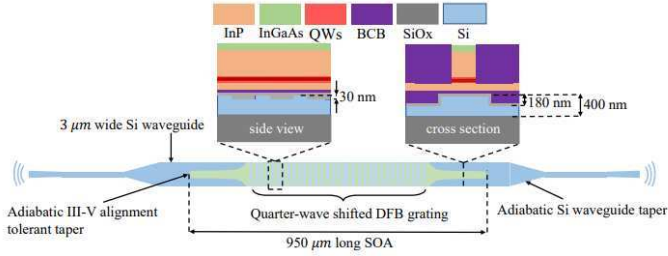 InP InGaAs QWs BCB SiOx Si
30 nm
side view
180 nm
400 nm
cross section
3 μm wide Si waveguide
Adiabatic III-V alignment
tolerant taper
Quarter-wave shifted DFB grating
Adiabatic Si waveguide taper
950 μm long SOA